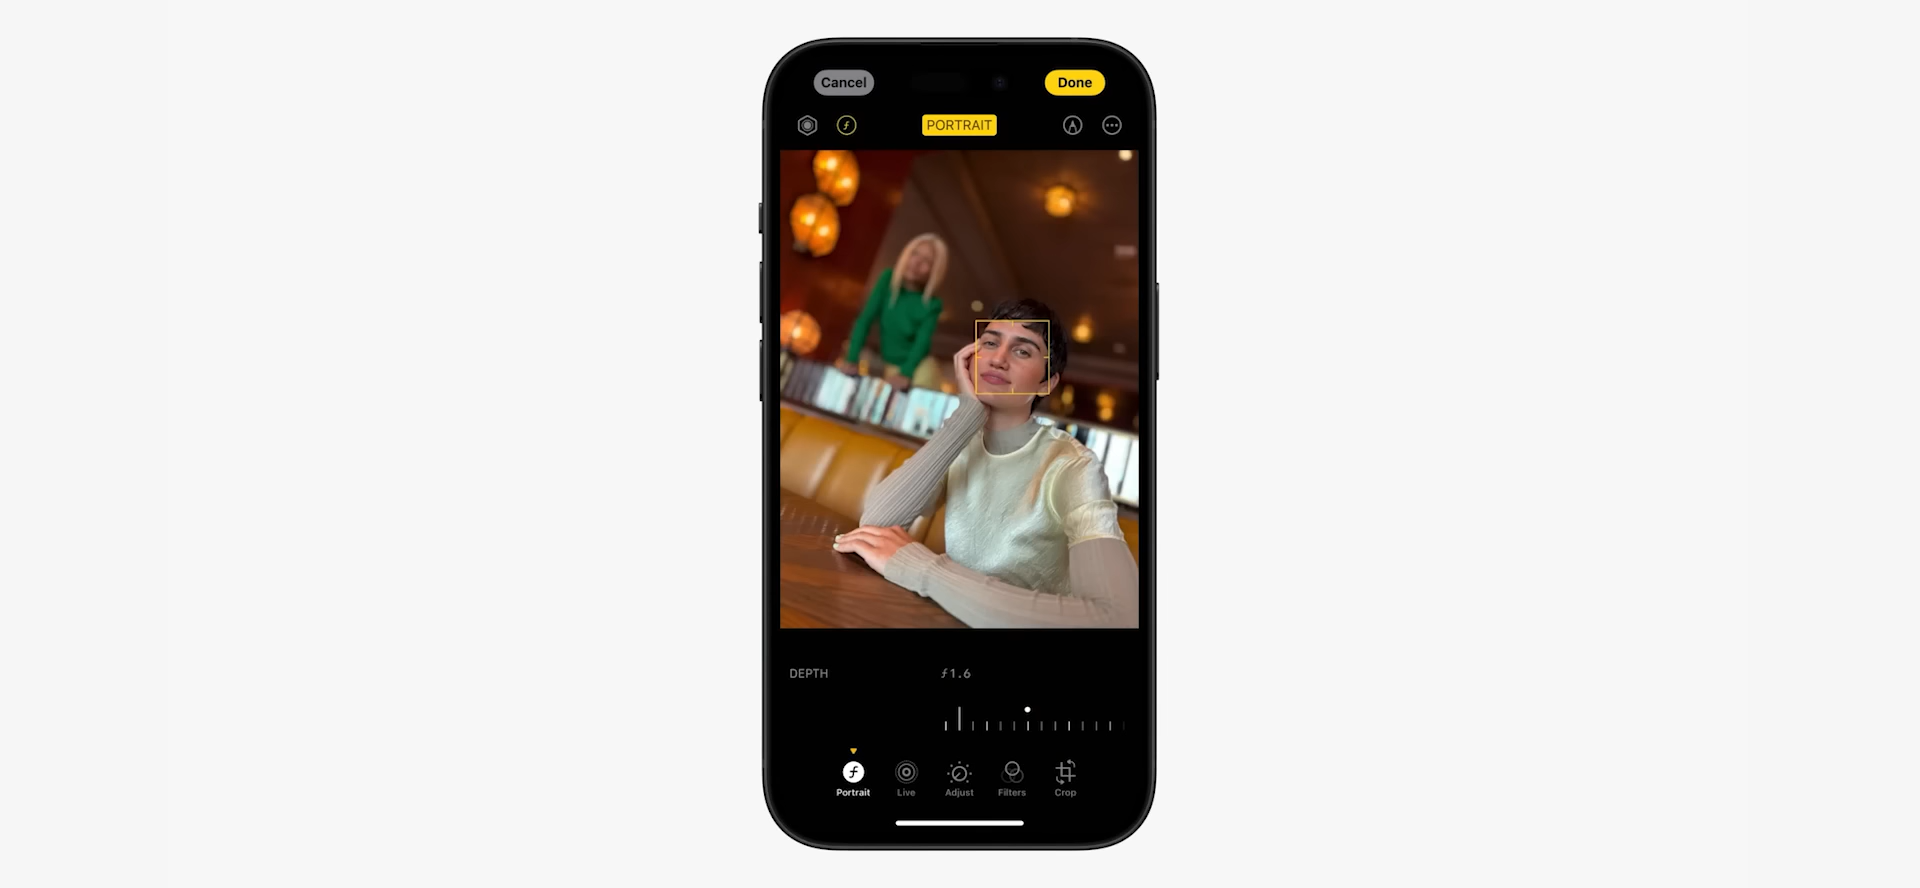 Cancel
Done
PORTRAIT
DEPTH
ƒ1.6
Portrait
Live
Adjust
Filters
Crop